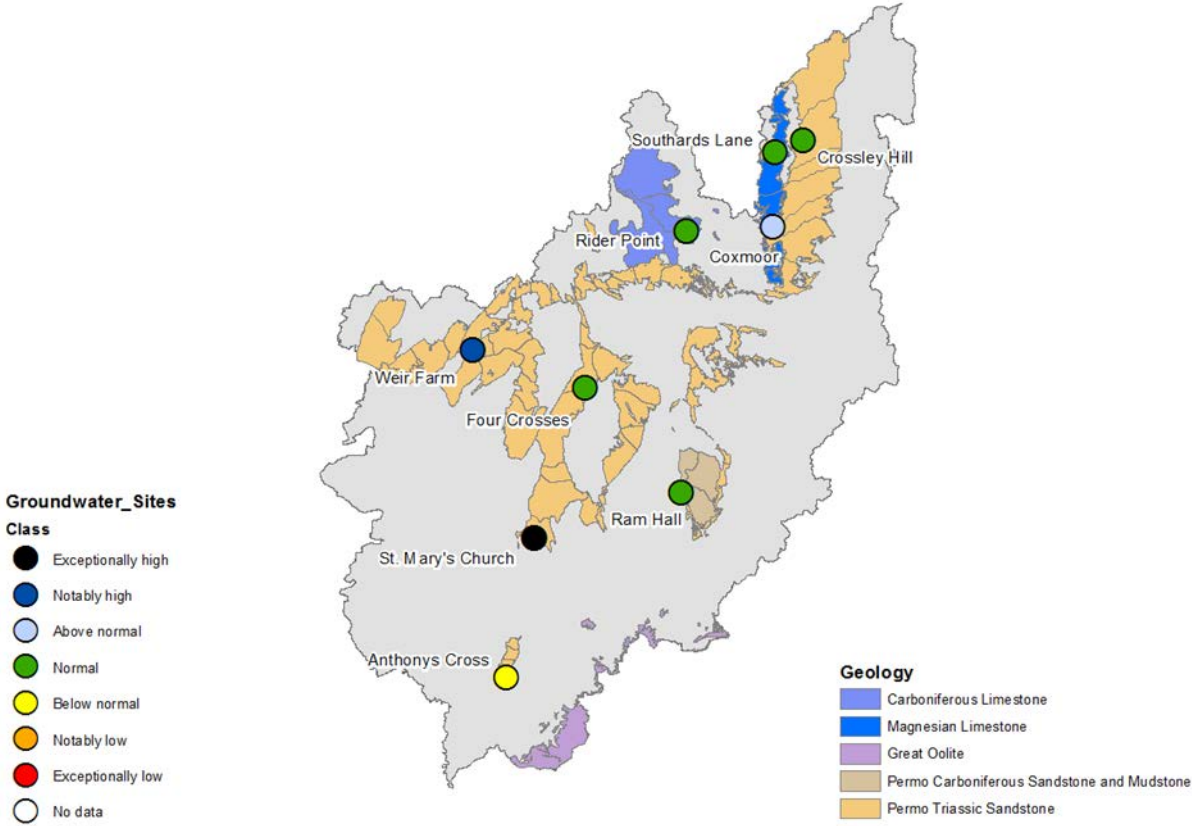 Southards Lane
Crossley Hill
Rider Point
Coxmoor
Weir Farm
Four Crosses
Ram Hall
St. Mary's Church
Anthonys Cross
Groundwater_Sites
Class
Exceptionally high
Notably high
Above normal
Normal
Below normal
Notably low
Exceptionally low
No data
Geology
Carboniferous Limestone
Magnesian Limestone
Great Oolite
Permo Carboniferous Sandstone and Mudstone
Permo Triassic Sandstone